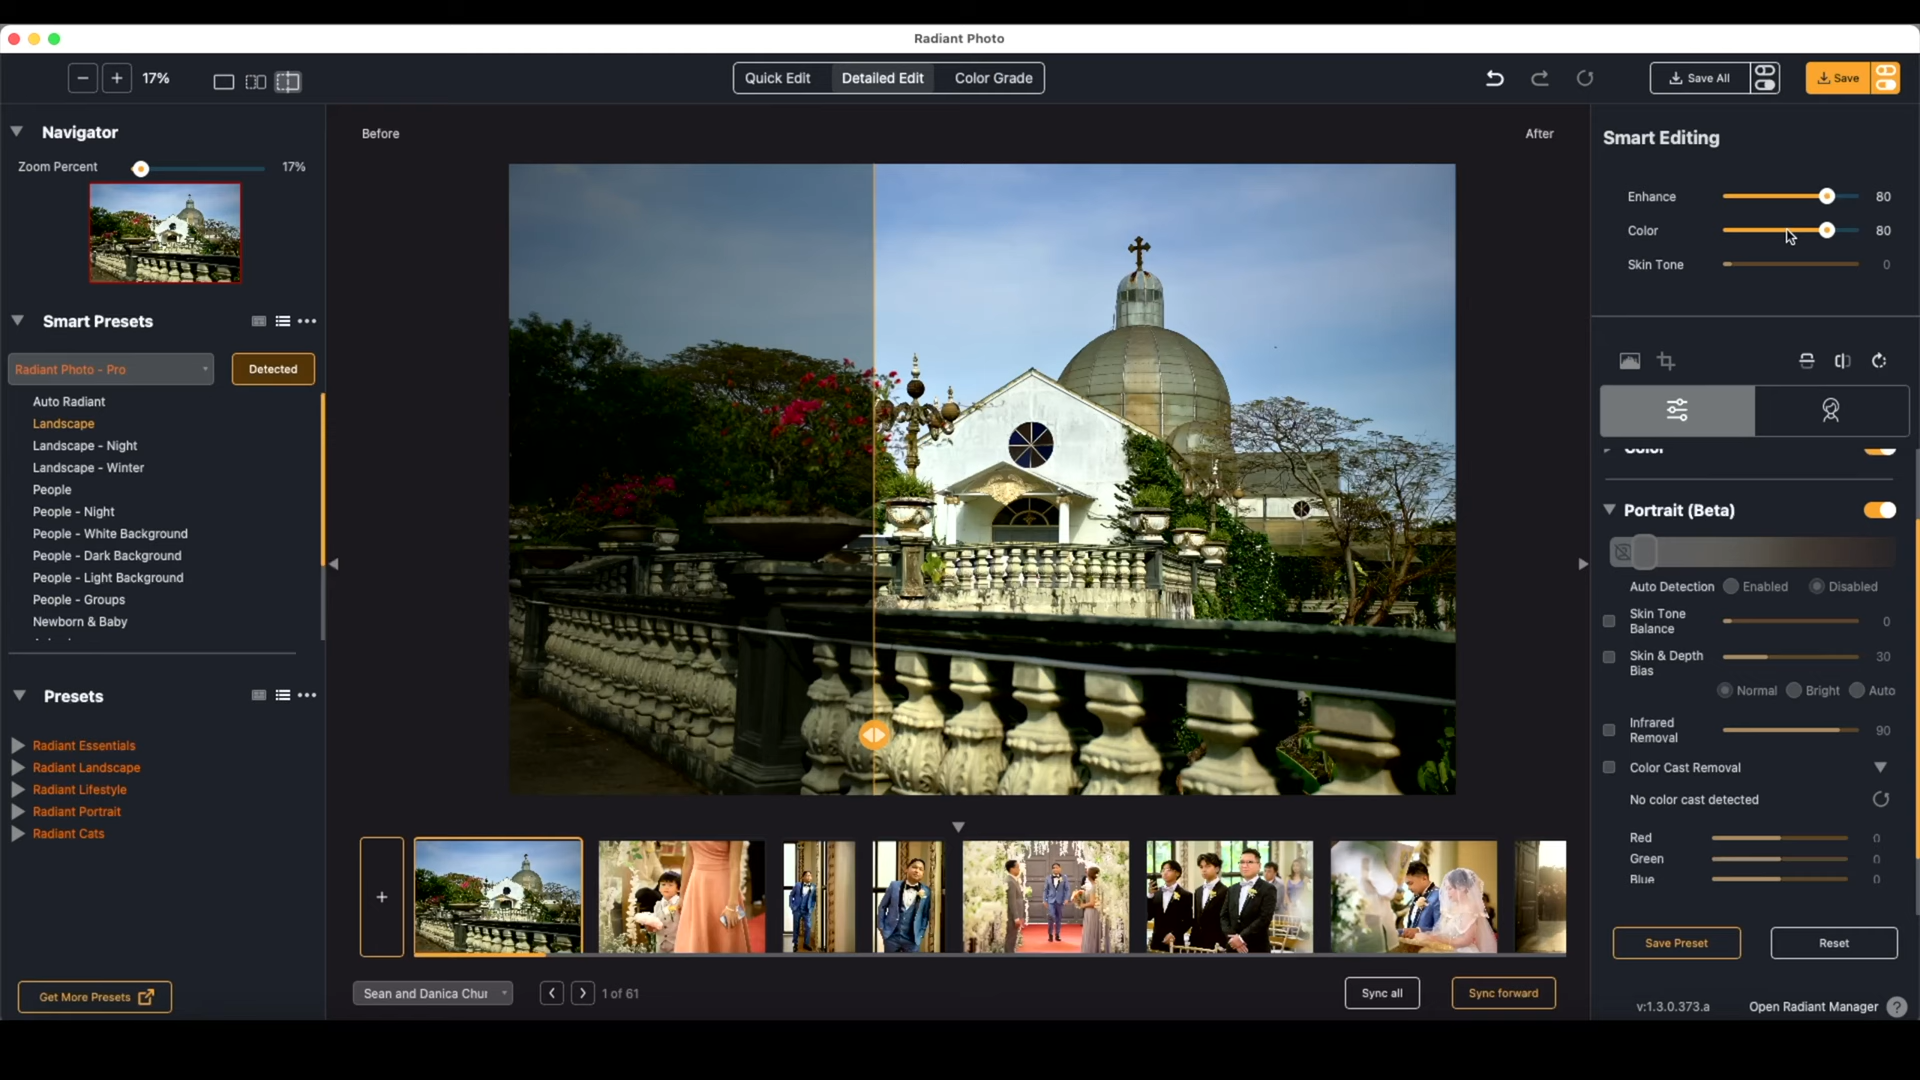 Radiant Photo
17%
Quick Edit
Detailed Edit
Color Grade
Save All
Save
Navigator
Zoom Percent
17%
Smart Presets
Radiant Photo - Pro
Detected
Auto Radiant
Landscape
Landscape - Night
Landscape - Winter
People
People - Night
People - White Background
People - Dark Background
People - Light Background
People - Groups
Newborn & Baby
Presets
Radiant Essentials
Radiant Landscape
Radiant Lifestyle
Radiant Portrait
Radiant Cats
Get More Presets
Before
After
Sean and Danica Chur
1 of 61
Sync all
Sync forward
Smart Editing
Enhance 80
Color 80
Skin Tone 0
Color
Portrait (Beta)
Auto Detection Enabled Disabled
Skin Tone
Balance 0
Skin & Depth
Bias 30
Normal Bright Auto
Infrared
Removal 90
Color Cast Removal
No color cast detected
Red 0
Green 0
Blue 0
Save Preset
Reset
v:1.3.0.373.a
Open Radiant Manager ?